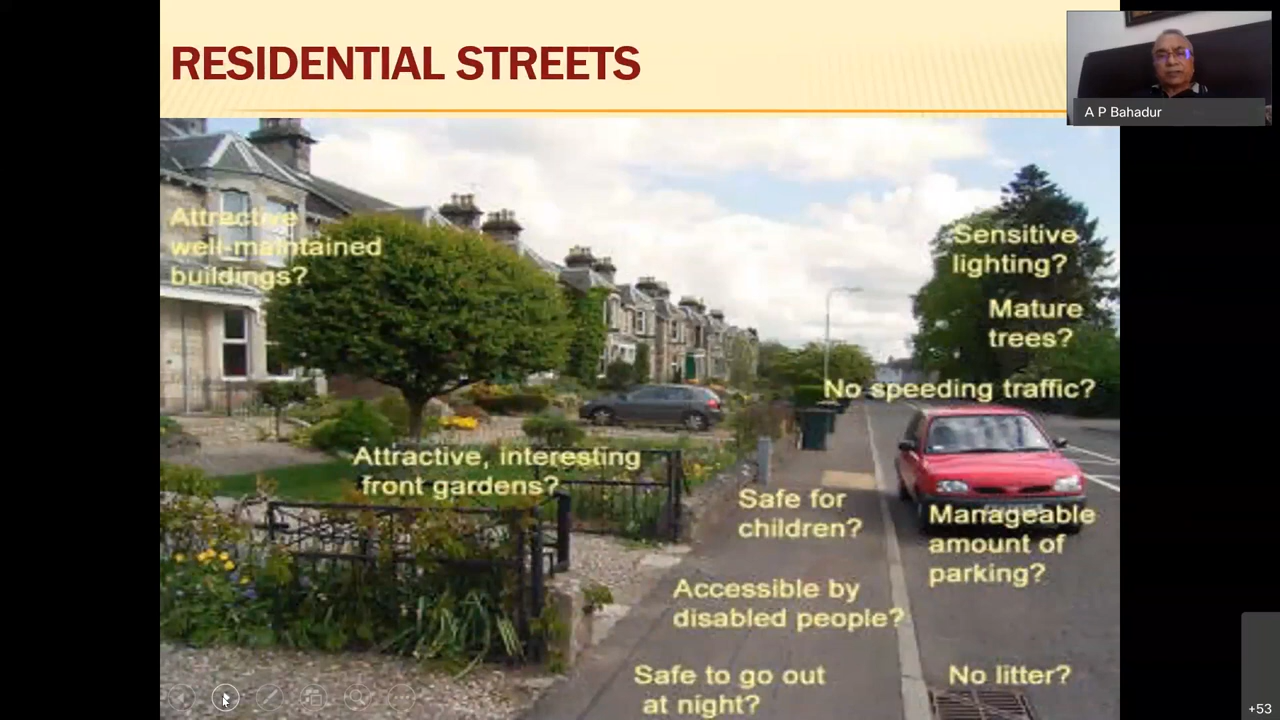 RESIDENTIAL STREETS
A P Bahadur
Attractive
well-maintained
buildings?
Sensitive
lighting?
Mature
trees?
No speeding traffic?
Attractive, interesting
front gardens?
Safe for
children?
Manageable
amount of
parking?
Accessible by
disabled people?
Safe to go out
at night?
No litter?
+53